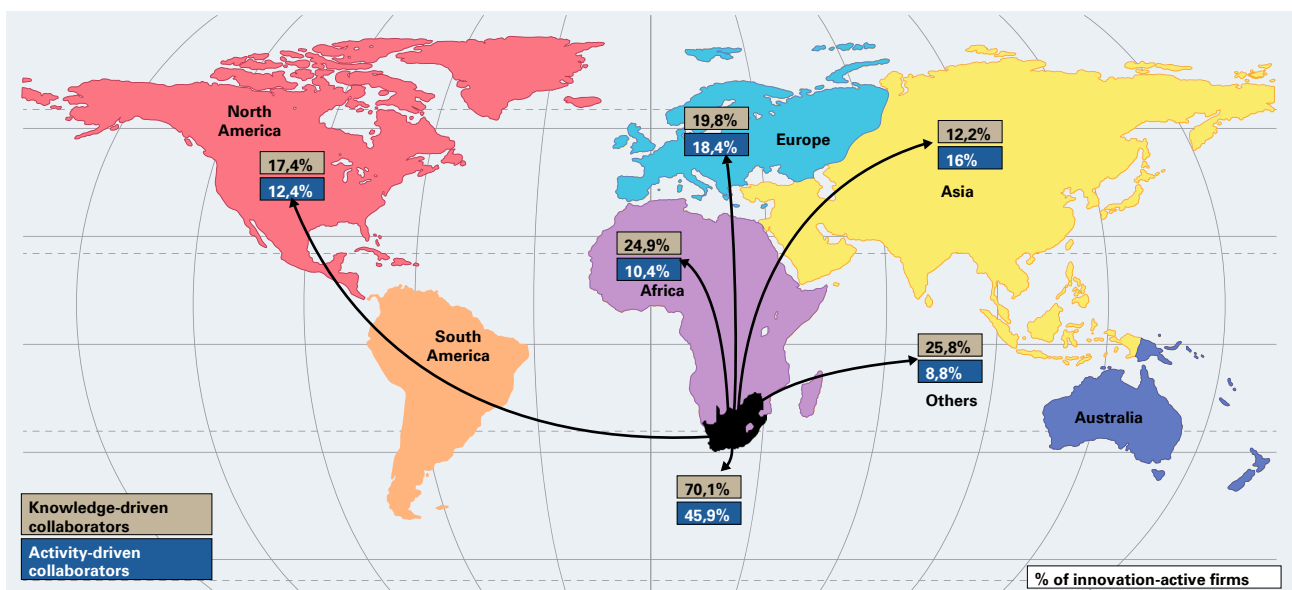 North
America
17,4%
12,4%
19,8%
18,4%
Europe
12,2%
16%
Asia
24,9%
10,4%
Africa
South
America
25,8%
8,8%
Others
Australia
70,1%
45,9%
Knowledge-driven
collaborators
Activity-driven
collaborators
% of innovation-active firms